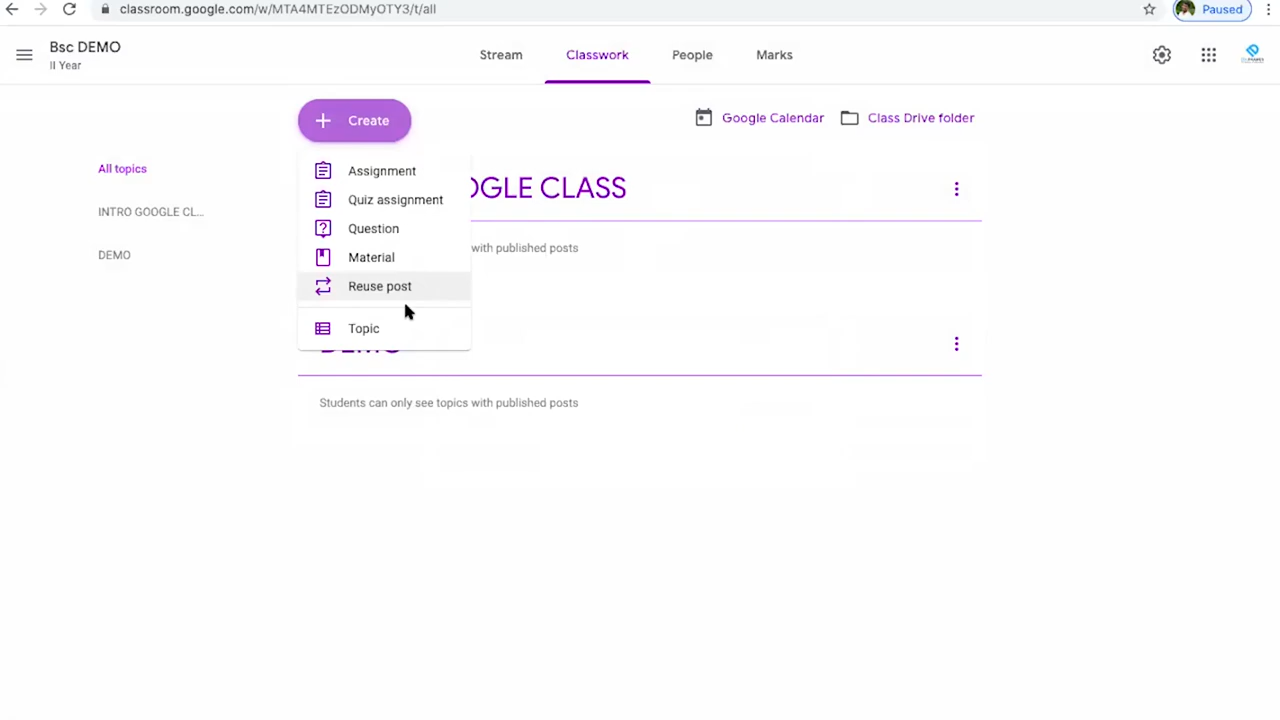 classroom.google.com/w/MTA4MTEzODMyOTY3/t/all
Paused
Bsc DEMO
II Year
Stream
Classwork
People
Marks
Create
Google Calendar
Class Drive folder
All topics
INTRO GOOGLE CL...
DEMO
Assignment
Quiz assignment
Question
Material
Reuse post
Topic
OGLE CLASS
with published posts
DEMO
Students can only see topics with published posts